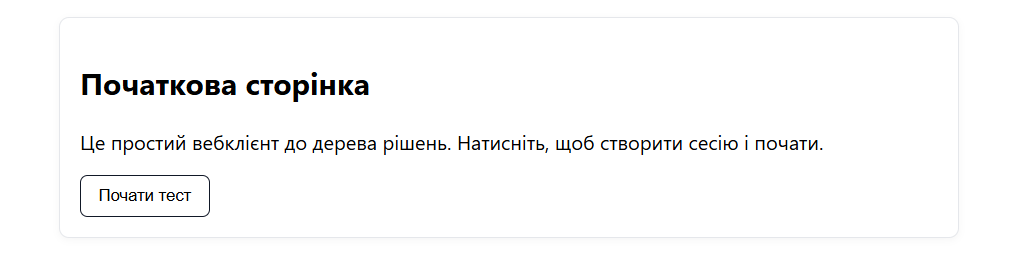 Початкова сторінка
Це простий вебклієнт до дерева рішень. Натисніть, щоб створити сесію і почати.
Почати тест